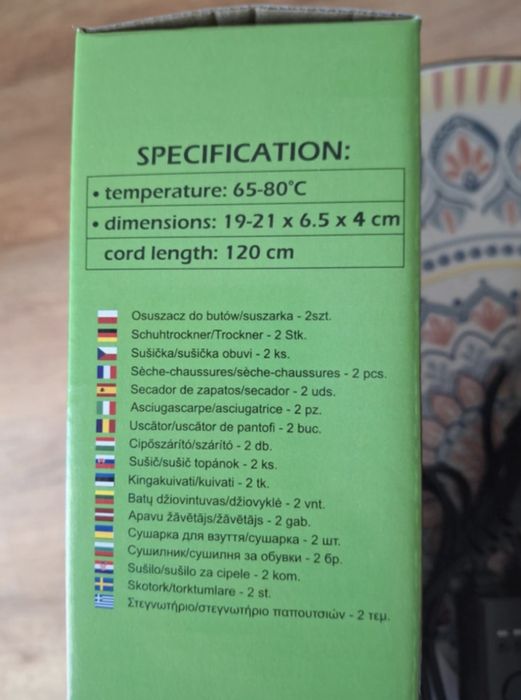 SPECIFICATION:
• temperature: 65-80°C
• dimensions: 19-21 x 6.5 x 4 cm
cord length: 120 cm
Osuszacz do butów/suszarka - 2szt.
Schuhtrockner/Trockner - 2 Stk.
Sušička/sušička obuvi - 2 ks.
Sèche-chaussures/sèche-chaussures - 2 pcs.
Secador de zapatos/secador - 2 uds.
Asciugascarpe/asciugatrice - 2 pz.
Uscător/uscător de pantofi - 2 buc.
Cipőszárító/szárító - 2 db.
Sušič/sušič topánok - 2 ks.
Kingakuivati/kuivati - 2 tk.
Batų džiovintuvas/džiovyklė - 2 vnt.
Apavu žāvētājs/žāvētājs - 2 gab.
Сушарка для взуття/сушарка - 2 шт.
Сушилник/сушилня за обувки - 2 бр.
Sušilo/sušilo za cipele - 2 kom.
Skotork/torktumlare - 2 st.
Στεγνωτήριο/στεγνωτήριο παπουτσιών - 2 τεμ.